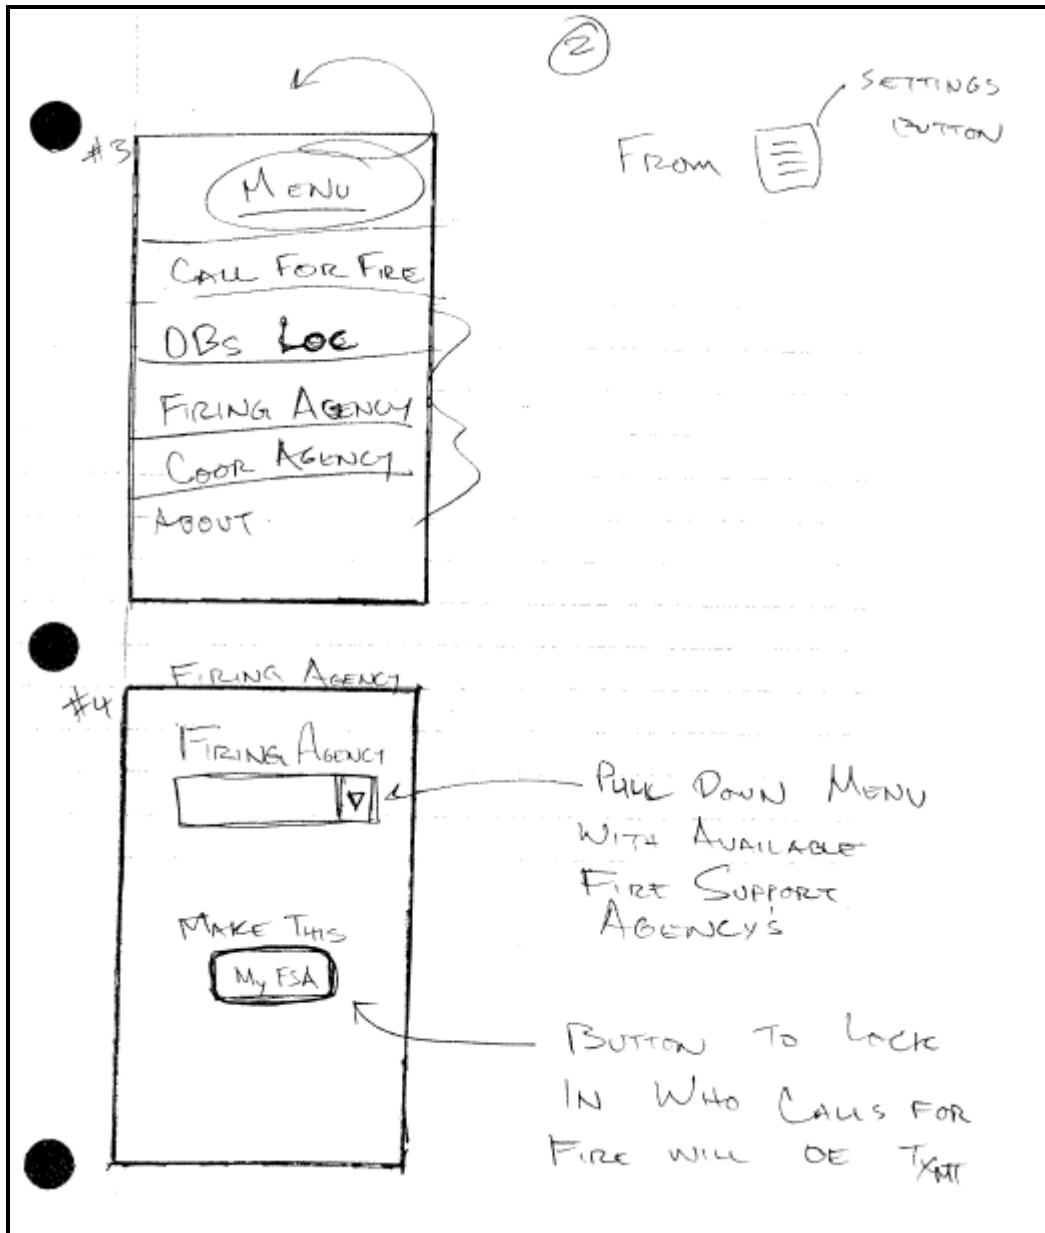 2
SETTINGS
BUTTON
FROM
#3
MENU
CALL FOR FIRE
OBS LOC
FIRING AGENCY
COOR AGENCY
ABOUT
FIRING AGENCY
#4
FIRING AGENCY
PULL DOWN MENU
WITH AVAILABLE
FIRE SUPPORT
AGENCY'S
MAKE THIS
My FSA
BUTTON TO LOCK
IN WHO CALLS FOR
FIRE WILL BE TXMT